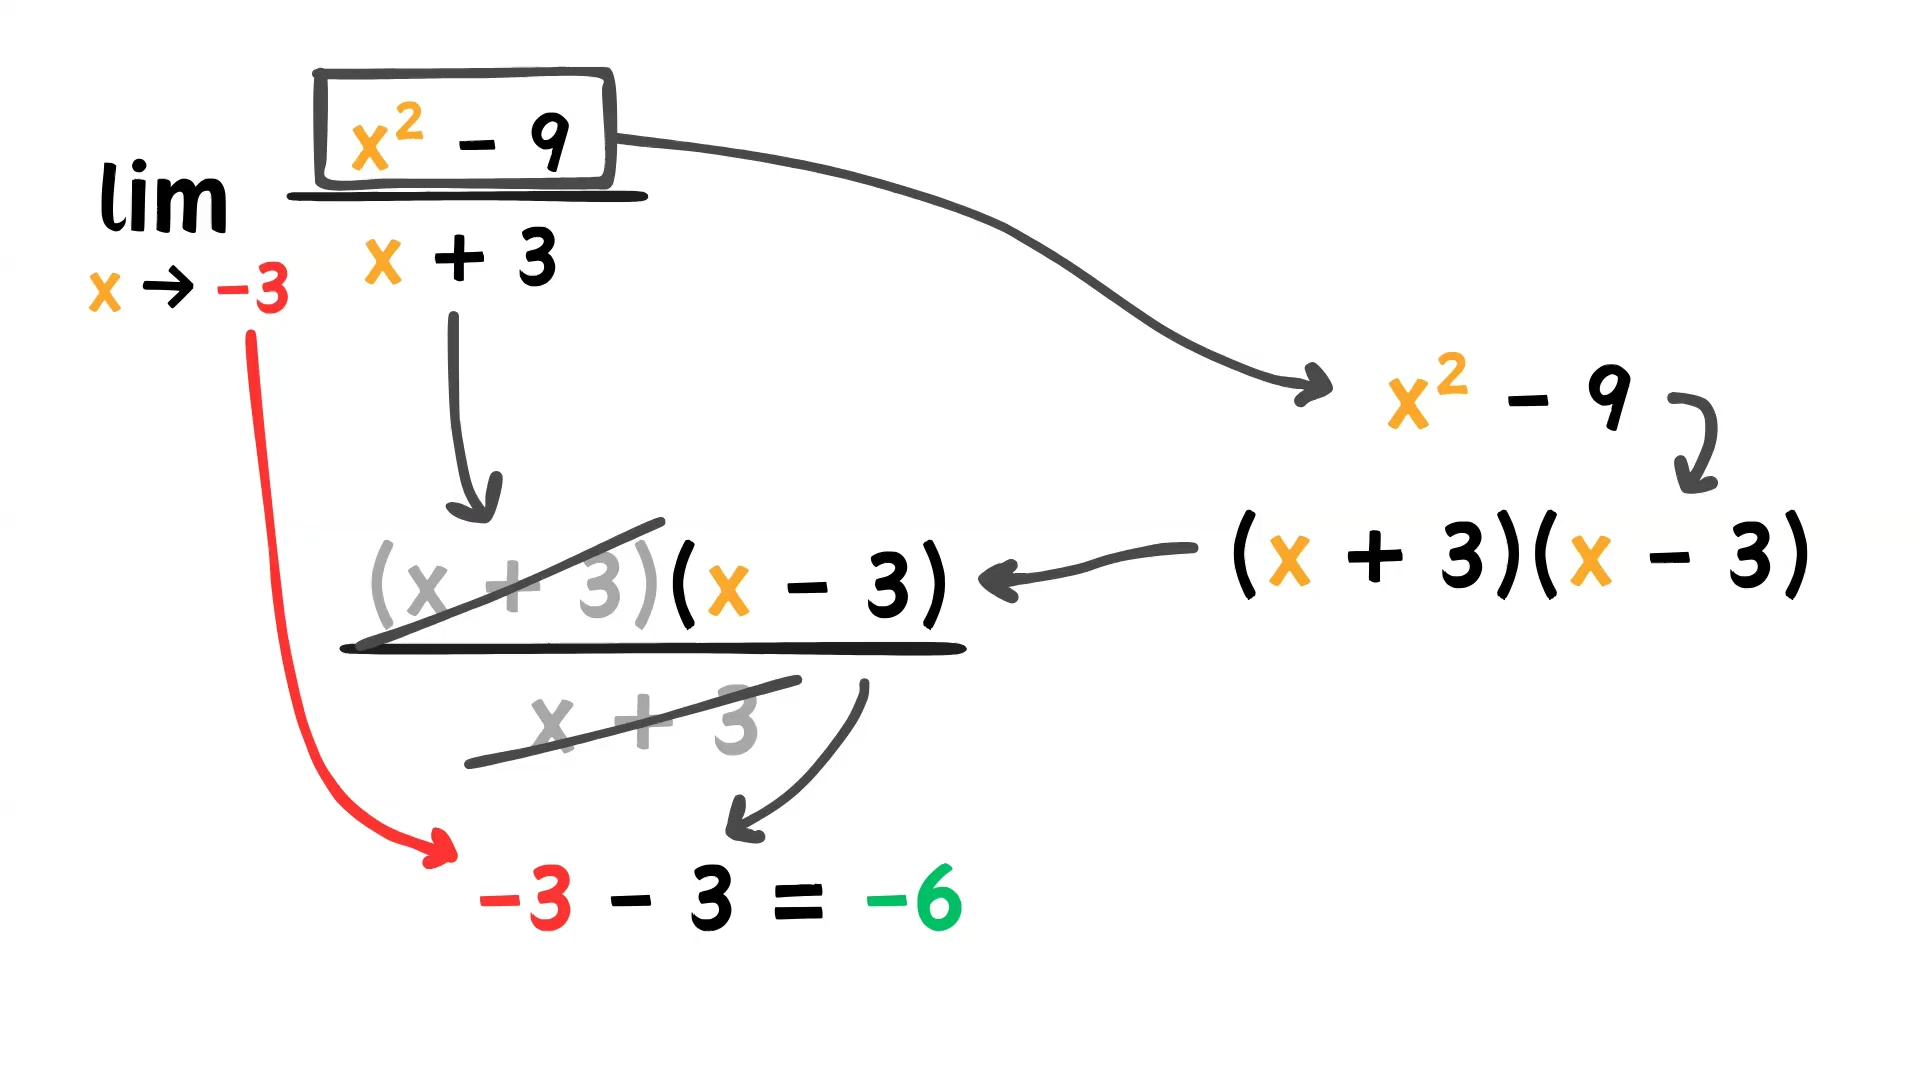 x² – 9
lim
x + 3
x → –3
x² – 9
(x + 3)(x – 3)
(x + 3)(x – 3)
x + 3
–3 – 3 = –6